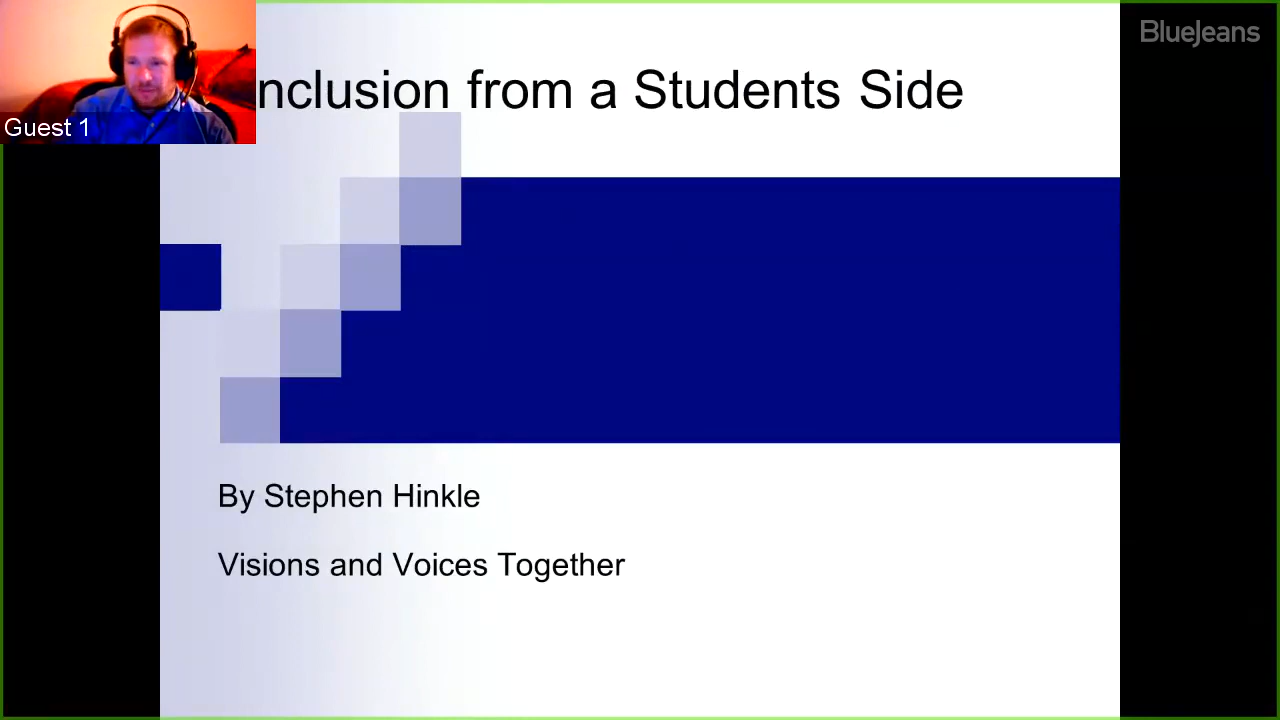 BlueJeans
nclusion from a Students Side
Guest 1
By Stephen Hinkle
Visions and Voices Together